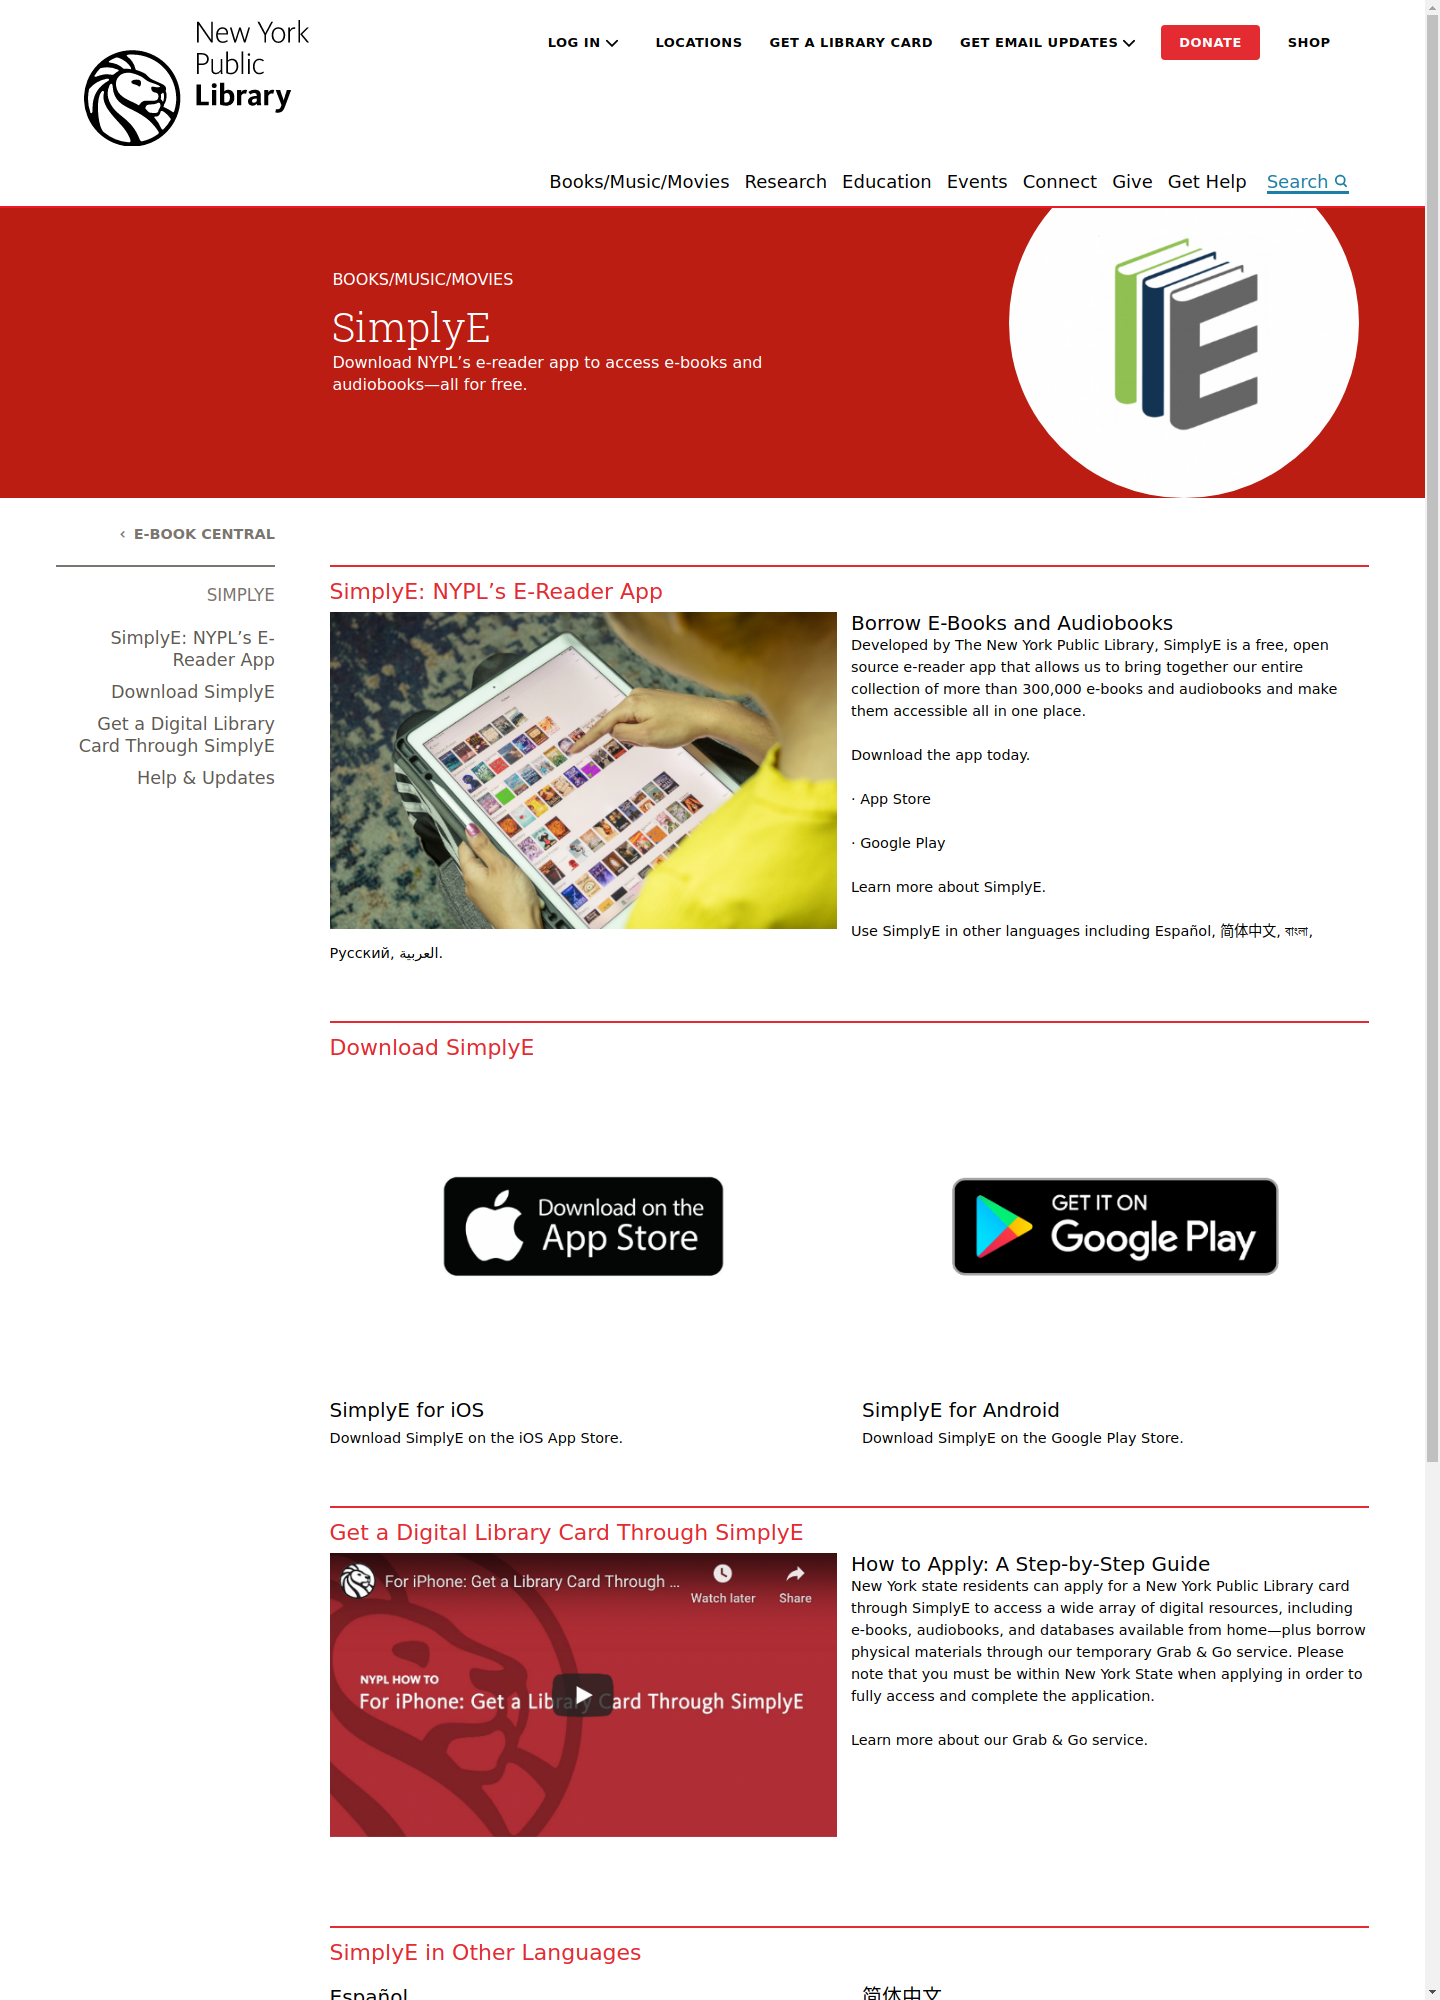 New York
Public
Library
LOG IN
LOCATIONS
GET A LIBRARY CARD
GET EMAIL UPDATES
DONATE
SHOP
Books/Music/Movies
Research
Education
Events
Connect
Give
Get Help
Search
BOOKS/MUSIC/MOVIES
SimplyE
Download NYPL’s e-reader app to access e-books and
audiobooks—all for free.
E
‹ E-BOOK CENTRAL
SIMPLYE
SimplyE: NYPL’s E-
Reader App
Download SimplyE
Get a Digital Library
Card Through SimplyE
Help & Updates
SimplyE: NYPL’s E-Reader App
Borrow E-Books and Audiobooks
Developed by The New York Public Library, SimplyE is a free, open
source e-reader app that allows us to bring together our entire
collection of more than 300,000 e-books and audiobooks and make
them accessible all in one place.
Download the app today.
· App Store
· Google Play
Learn more about SimplyE.
Use SimplyE in other languages including Español, 简体中文, বাংলা,
Русский, العربية.
Download SimplyE
Download on the
App Store
GET IT ON
Google Play
SimplyE for iOS
Download SimplyE on the iOS App Store.
SimplyE for Android
Download SimplyE on the Google Play Store.
Get a Digital Library Card Through SimplyE
For iPhone: Get a Library Card Through ...
Watch later
Share
NYPL HOW TO
For iPhone: Get a Library Card Through SimplyE
How to Apply: A Step-by-Step Guide
New York state residents can apply for a New York Public Library card
through SimplyE to access a wide array of digital resources, including
e-books, audiobooks, and databases available from home—plus borrow
physical materials through our temporary Grab & Go service. Please
note that you must be within New York State when applying in order to
fully access and complete the application.
Learn more about our Grab & Go service.
SimplyE in Other Languages
Español
简体中文